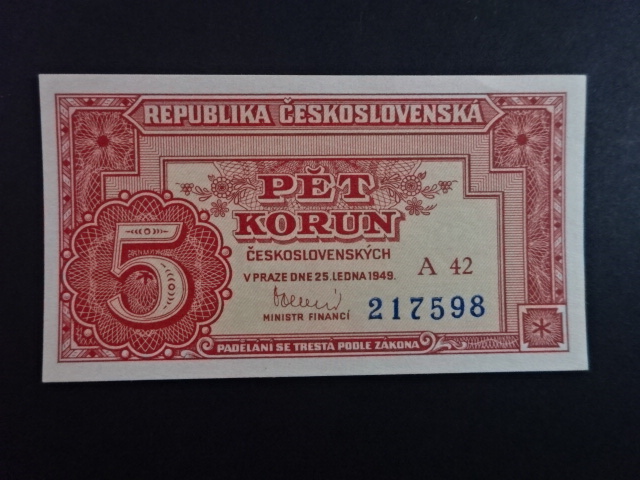 REPUBLIKA ČESKOSLOVENSKÁ
PĚT
KORUN
ČESKOSLOVENSKÝCH
V PRAZE DNE 25. LEDNA 1949.
A 42
5
217598
MINISTR FINANCÍ
PADĚLÁNÍ SE TRESTÁ PODLE ZÁKONA